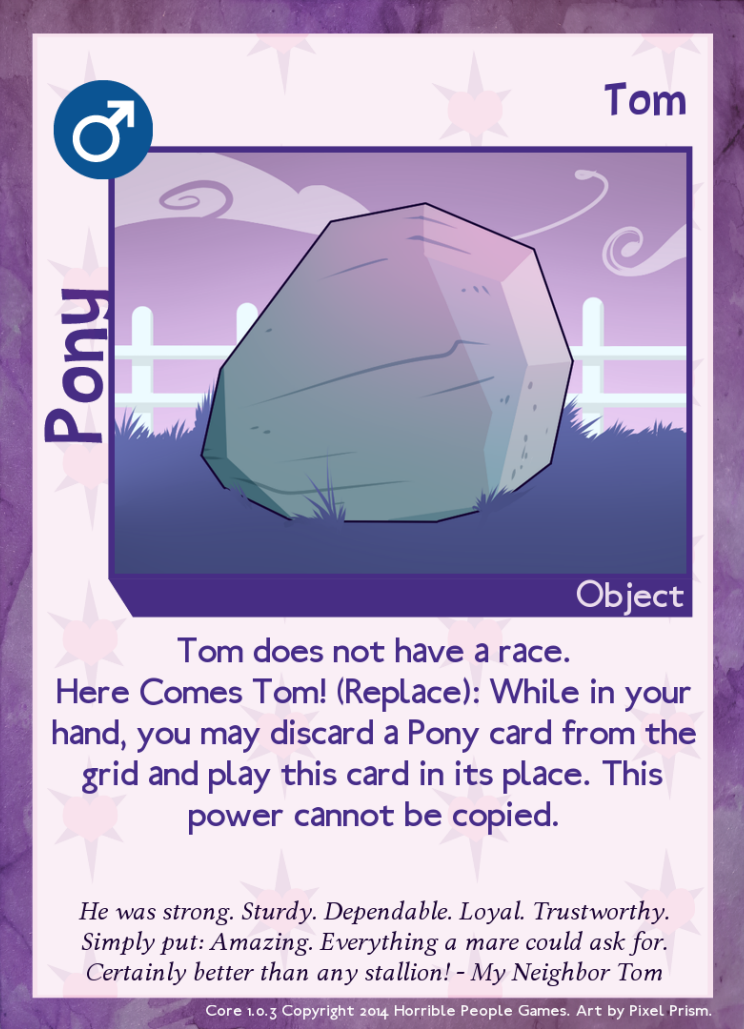 Tom
Pony
Object
Tom does not have a race.
Here Comes Tom! (Replace): While in your
hand, you may discard a Pony card from the
grid and play this card in its place. This
power cannot be copied.
He was strong. Sturdy. Dependable. Loyal. Trustworthy.
Simply put: Amazing. Everything a mare could ask for.
Certainly better than any stallion! - My Neighbor Tom
Core 1.0.3 Copyright 2014 Horrible People Games. Art by Pixel Prism.